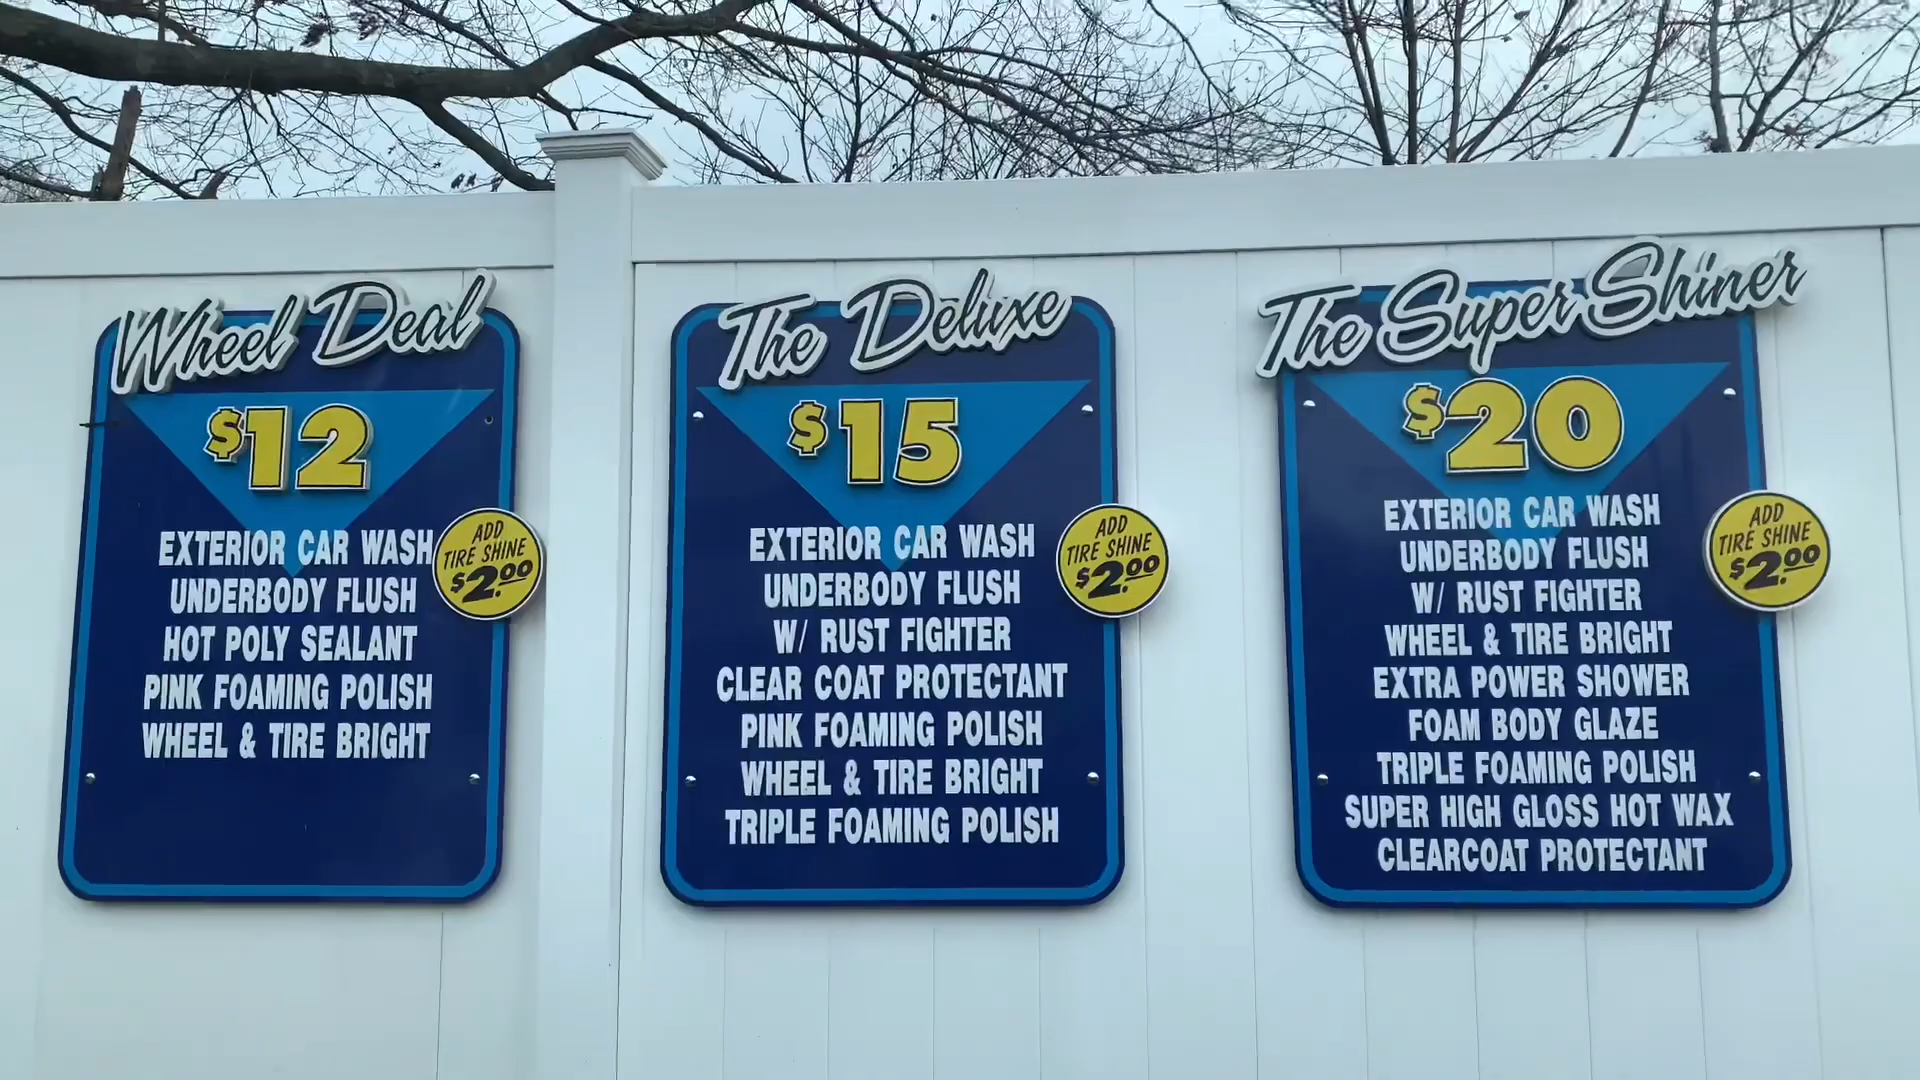 Wheel Deal
$12
EXTERIOR CAR WASH
UNDERBODY FLUSH
HOT POLY SEALANT
PINK FOAMING POLISH
WHEEL & TIRE BRIGHT
ADD
TIRE SHINE
$2.00
The Deluxe
$15
EXTERIOR CAR WASH
UNDERBODY FLUSH
W/ RUST FIGHTER
CLEAR COAT PROTECTANT
PINK FOAMING POLISH
WHEEL & TIRE BRIGHT
TRIPLE FOAMING POLISH
ADD
TIRE SHINE
$2.00
The Super Shiner
$20
EXTERIOR CAR WASH
UNDERBODY FLUSH
W/ RUST FIGHTER
WHEEL & TIRE BRIGHT
EXTRA POWER SHOWER
FOAM BODY GLAZE
TRIPLE FOAMING POLISH
SUPER HIGH GLOSS HOT WAX
CLEARCOAT PROTECTANT
ADD
TIRE SHINE
$2.00